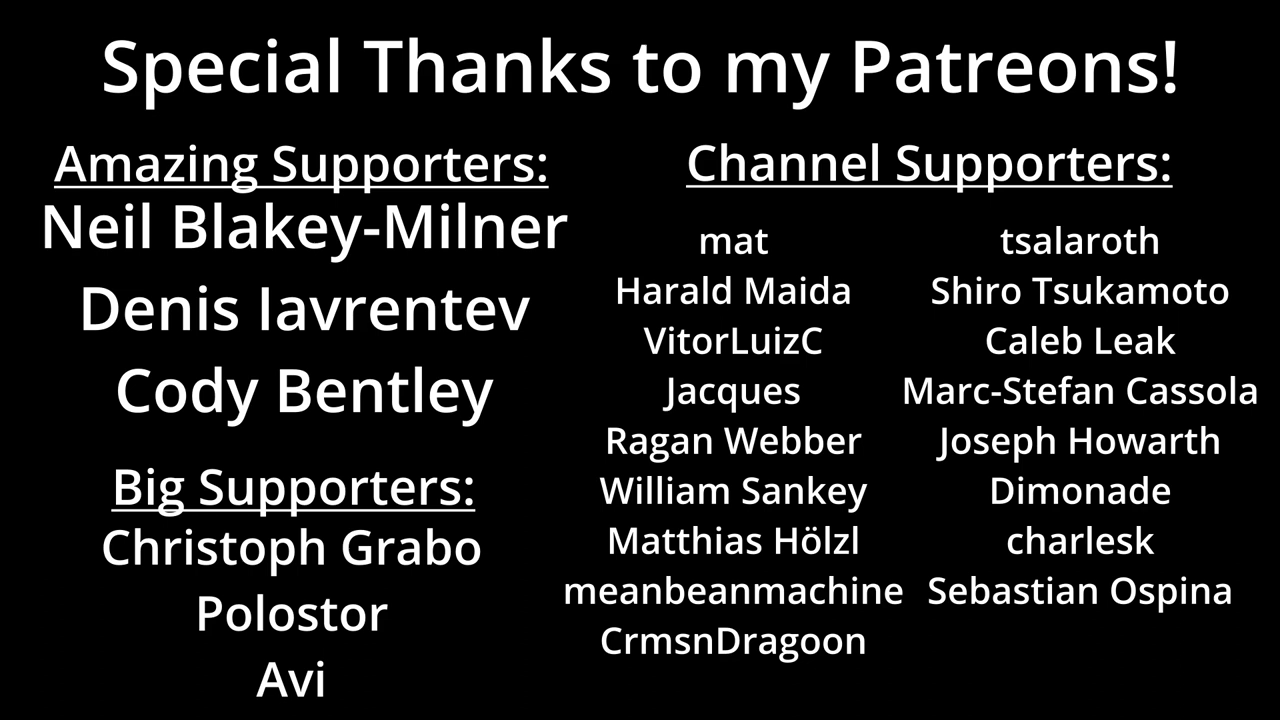 Special Thanks to my Patreons!
Amazing Supporters:
Neil Blakey-Milner
Denis Iavrentev
Cody Bentley
Big Supporters:
Christoph Grabo
Polostor
Avi
Channel Supporters:
mat
Harald Maida
VitorLuizC
Jacques
Ragan Webber
William Sankey
Matthias Hölzl
meanbeanmachine
CrmsnDragoon
tsalaroth
Shiro Tsukamoto
Caleb Leak
Marc-Stefan Cassola
Joseph Howarth
Dimonade
charlesk
Sebastian Ospina